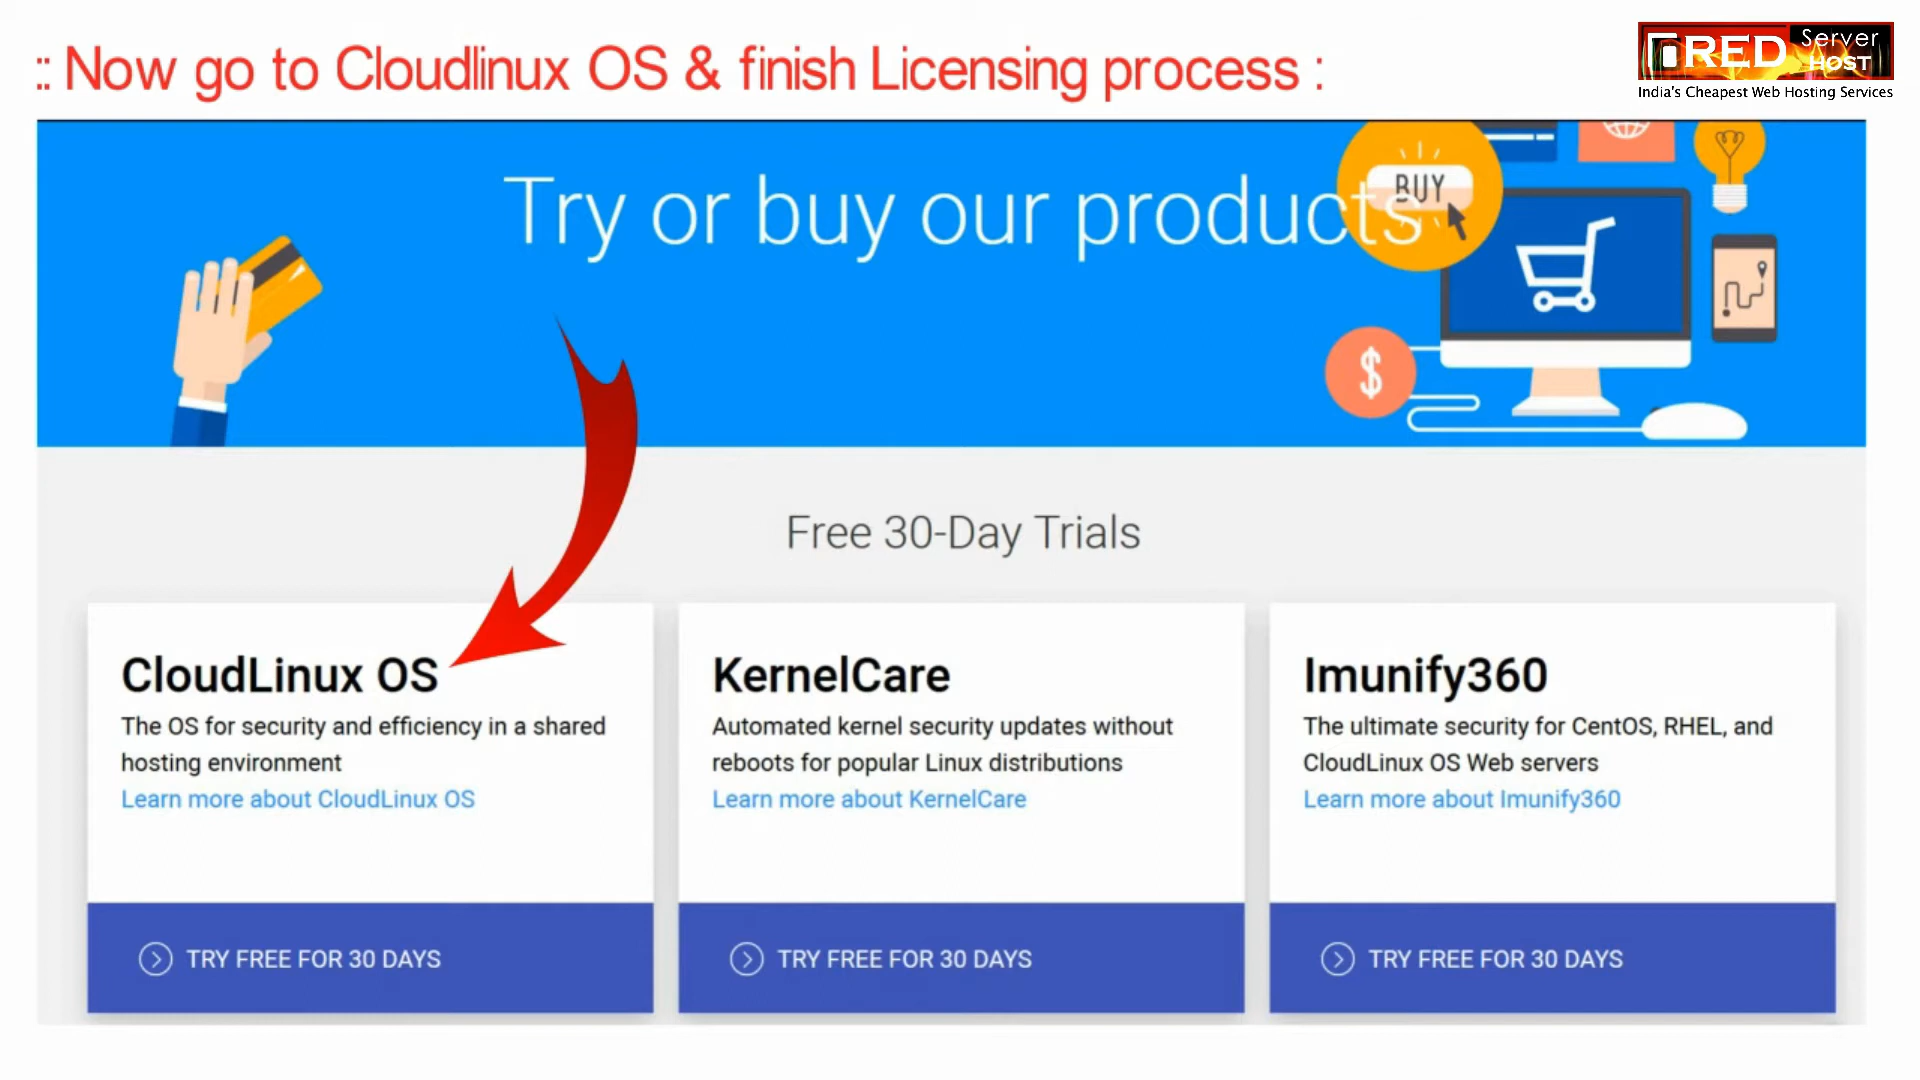 :: Now go to Cloudlinux OS & finish Licensing process :
RED Server HOST
India's Cheapest Web Hosting Services
Try or buy our products
BUY
$
Free 30-Day Trials
CloudLinux OS
The OS for security and efficiency in a shared
hosting environment
Learn more about CloudLinux OS
TRY FREE FOR 30 DAYS
KernelCare
Automated kernel security updates without
reboots for popular Linux distributions
Learn more about KernelCare
TRY FREE FOR 30 DAYS
Imunify360
The ultimate security for CentOS, RHEL, and
CloudLinux OS Web servers
Learn more about Imunify360
TRY FREE FOR 30 DAYS